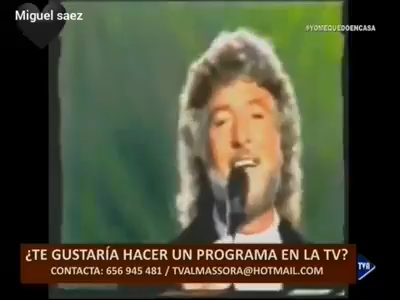 Miguel saez
#YOMEQUEDOENCASA
¿TE GUSTARÍA HACER UN PROGRAMA EN LA TV?
CONTACTA: 656 945 481 / TVALMASSORA@HOTMAIL.COM